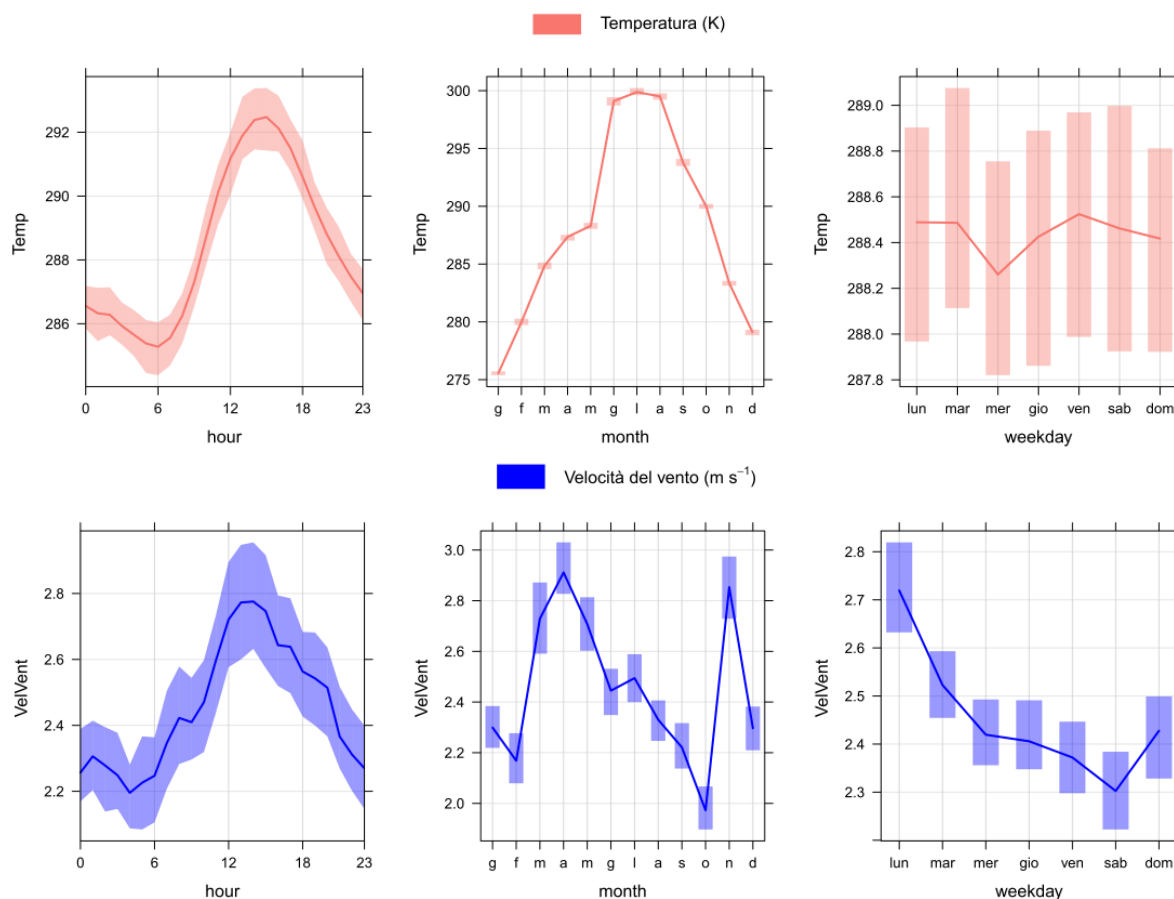 Temperatura (K)
Temp
292
290
288
286
0 6 12 18 23
hour
Temp
300
295
290
285
280
275
g f m a m g l a s o n d
month
Temp
289.0
288.8
288.6
288.4
288.2
288.0
287.8
lun mar mer gio ven sab dom
weekday
Velocità del vento (m s⁻¹)
VelVent
2.8
2.6
2.4
2.2
0 6 12 18 23
hour
VelVent
3.0
2.8
2.6
2.4
2.2
2.0
g f m a m g l a s o n d
month
VelVent
2.8
2.7
2.6
2.5
2.4
2.3
lun mar mer gio ven sab dom
weekday